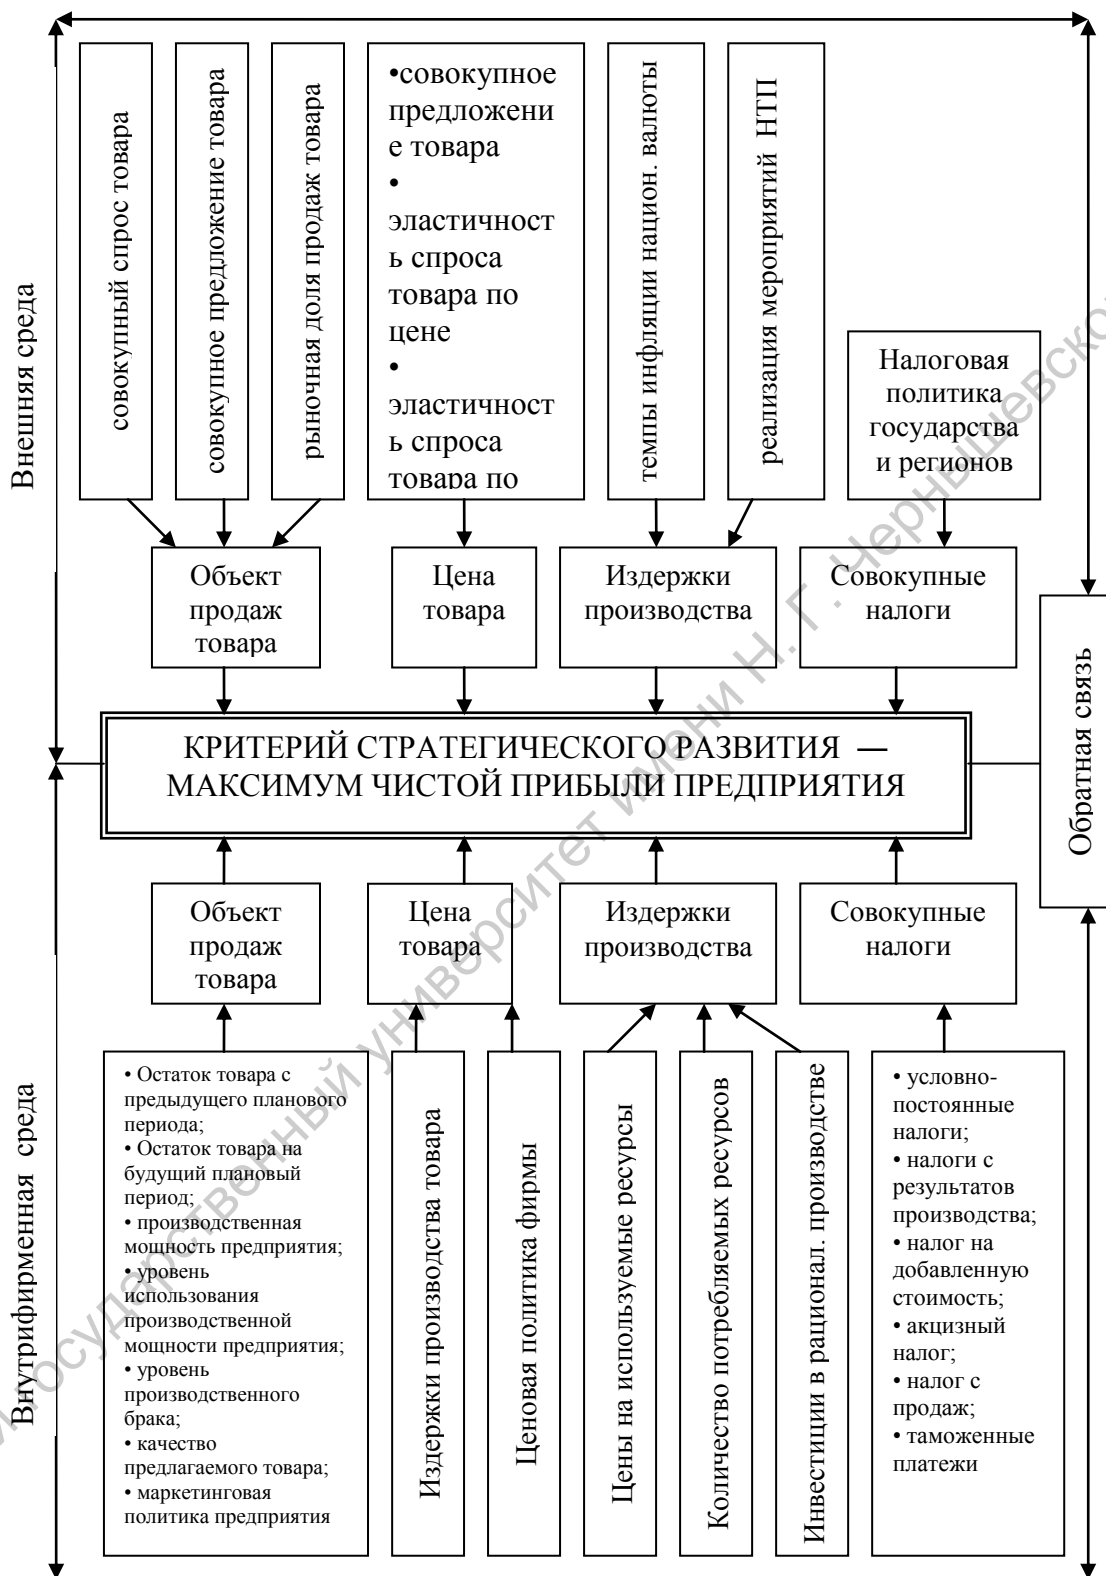 Внешняя среда
совокупный спрос товара
совокупное предложение товара
рыночная доля продаж товара
•совокупное
предложени
е товара
•
эластичност
ь спроса
товара по
цене
•
эластичност
ь спроса
товара по
темпы инфляции национ. валюты
реализация мероприятий НТП
Налоговая
политика
государства
и регионов
Объект
продаж
товара
Цена
товара
Издержки
производства
Совокупные
налоги
Обратная связь
КРИТЕРИЙ СТРАТЕГИЧЕСКОГО РАЗВИТИЯ —
МАКСИМУМ ЧИСТОЙ ПРИБЫЛИ ПРЕДПРИЯТИЯ
Объект
продаж
товара
Цена
товара
Издержки
производства
Совокупные
налоги
Внутрифирменная среда
• Остаток товара с
предыдущего планового
периода;
• Остаток товара на
будущий плановый
период;
• производственная
мощность предприятия;
• уровень
использования
производственной
мощности предприятия;
• уровень
производственного
брака;
• качество
предлагаемого товара;
• маркетинговая
политика предприятия
Издержки производства товара
Ценовая политика фирмы
Цены на используемые ресурсы
Количество потребляемых ресурсов
Инвестиции в рационал. производстве
• условно-
постоянные
налоги;
• налоги с
результатов
производства;
• налог на
добавленную
стоимость;
• акцизный
налог;
• налог с
продаж;
• таможенные
платежи
государственный университет имени Н. Г. Чернышевско